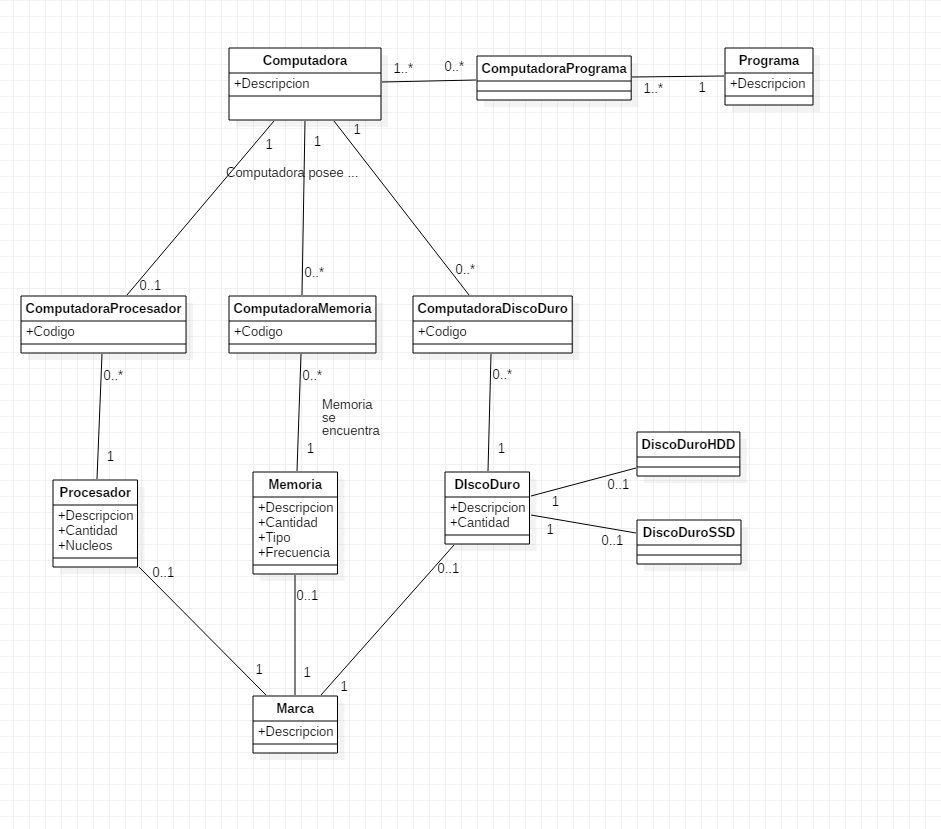 Computadora
+Descripcion
1..*
0..*
ComputadoraPrograma
1..*
1
Programa
+Descripcion
1
1
1
Computadora posee ...
0..1
0..*
0..*
ComputadoraProcesador
+Codigo
ComputadoraMemoria
+Codigo
ComputadoraDiscoDuro
+Codigo
0..*
0..*
0..*
Memoria
se
encuentra
1
1
1
DiscoDuroHDD
Procesador
+Descripcion
+Cantidad
+Nucleos
Memoria
+Descripcion
+Cantidad
+Tipo
+Frecuencia
DIscoDuro
+Descripcion
+Cantidad
1
0..1
1
0..1
DiscoDuroSSD
0..1
0..1
0..1
1
1
1
Marca
+Descripcion